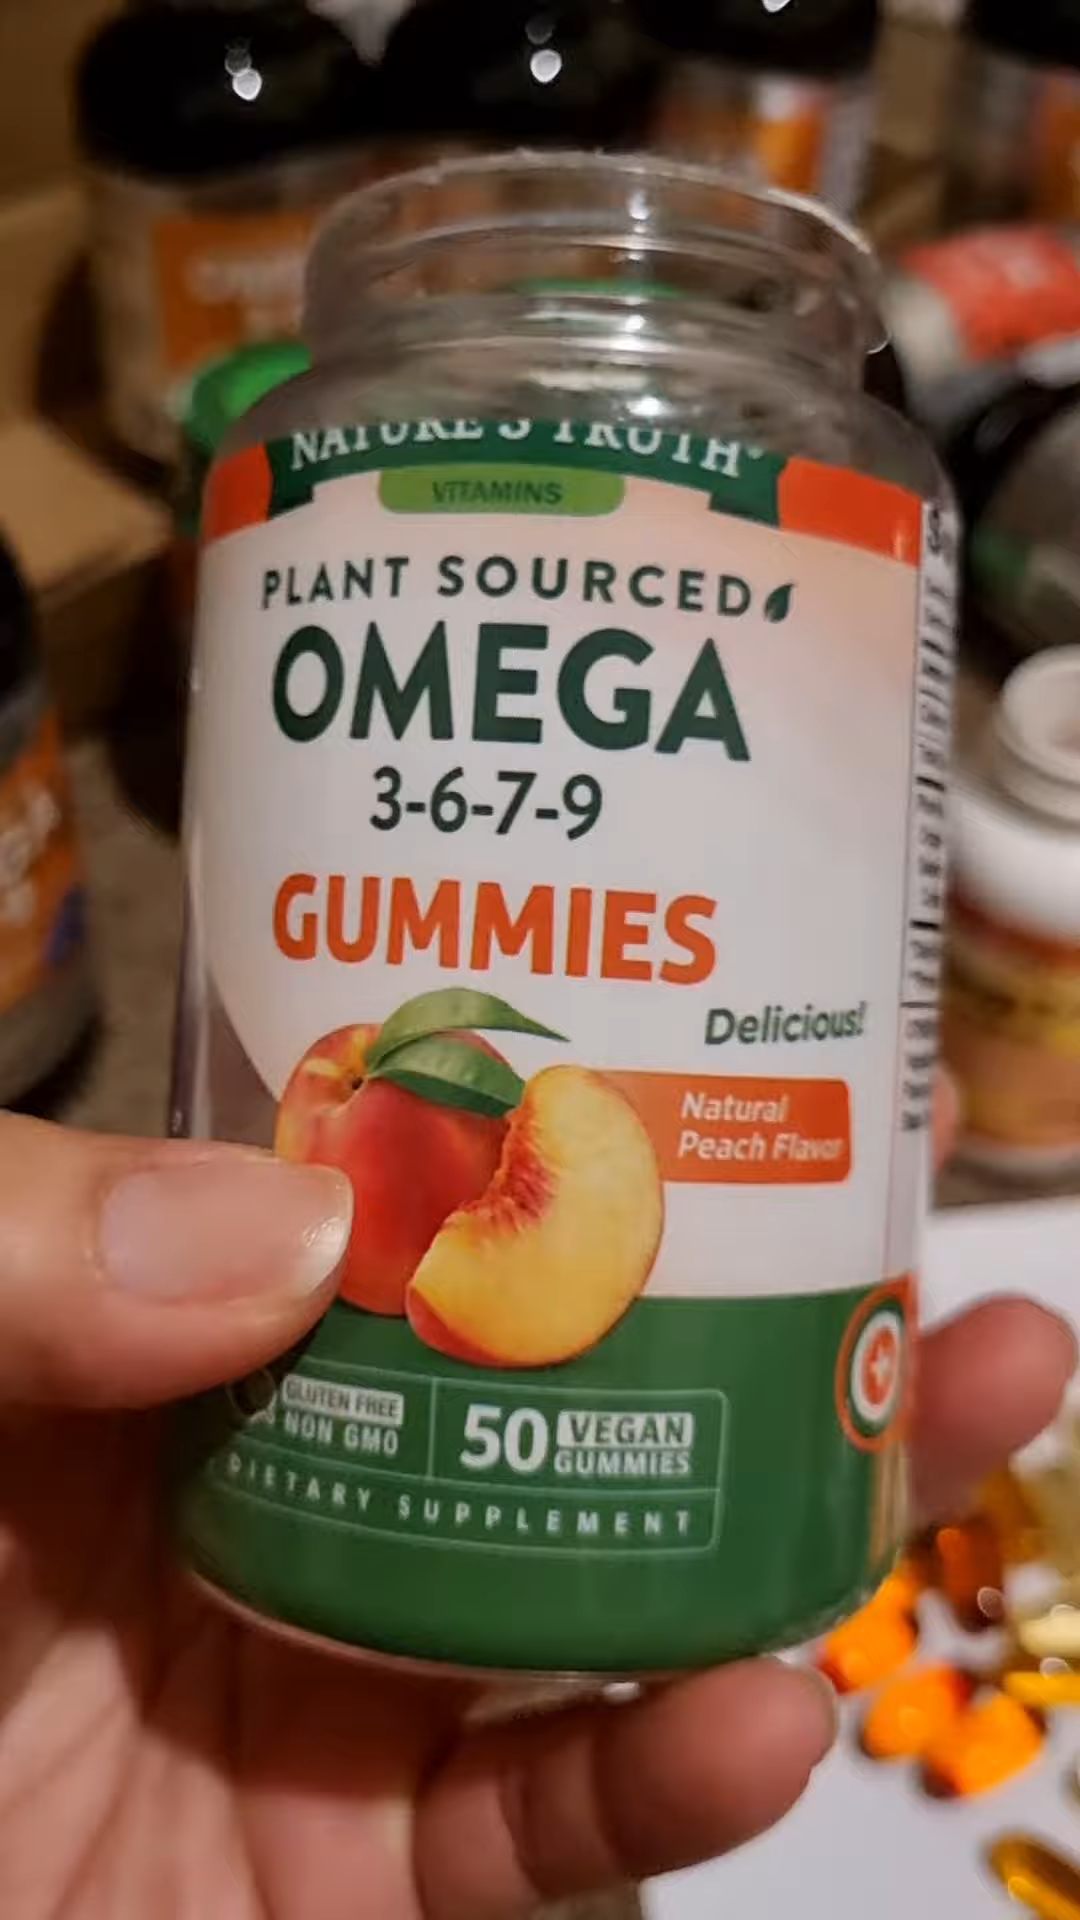 NATURE'S TRUTH®
VITAMINS
PLANT SOURCED
OMEGA
3-6-7-9
GUMMIES
Delicious!
Natural
Peach Flavor
GLUTEN FREE
NON GMO
50 VEGAN
GUMMIES
DIETARY SUPPLEMENT